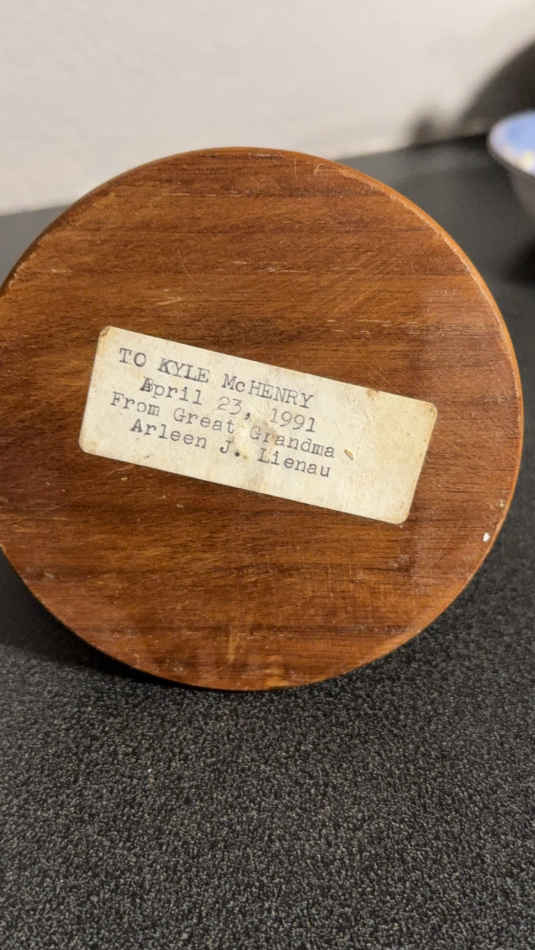 TO KYLE McHENRY
April 23, 1991
From Great Grandma
Arleen J. Lienau